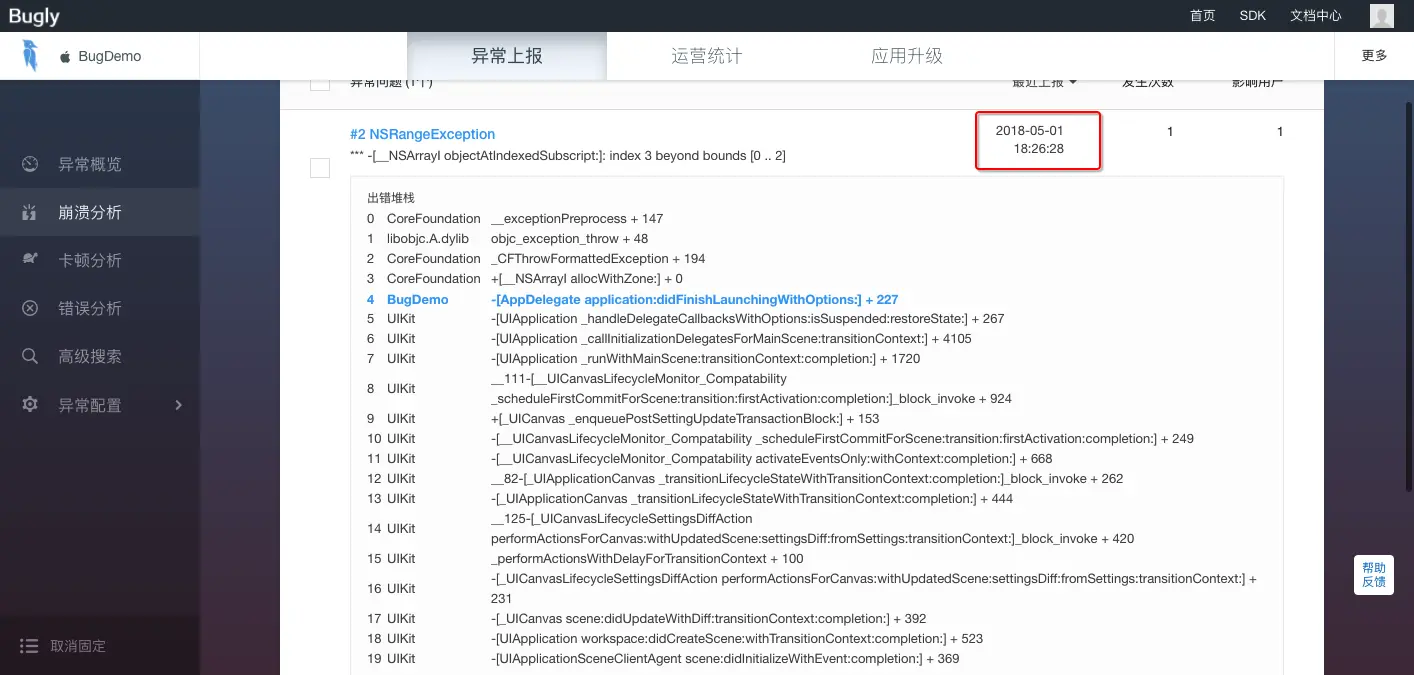 Bugly
首页 SDK 文档中心
BugDemo
异常上报 运营统计 应用升级 更多
异常问题 (1个) 最近上报 发生次数 影响用户
异常概览
崩溃分析
卡顿分析
错误分析
高级搜索
异常配置
取消固定
#2 NSRangeException
*** -[__NSArrayI objectAtIndexedSubscript:]: index 3 beyond bounds [0 .. 2]
2018-05-01
18:26:28
1 1
出错堆栈
0 CoreFoundation __exceptionPreprocess + 147
1 libobjc.A.dylib objc_exception_throw + 48
2 CoreFoundation _CFThrowFormattedException + 194
3 CoreFoundation +[__NSArrayI allocWithZone:] + 0
4 BugDemo -[AppDelegate application:didFinishLaunchingWithOptions:] + 227
5 UIKit -[UIApplication _handleDelegateCallbacksWithOptions:isSuspended:restoreState:] + 267
6 UIKit -[UIApplication _callInitializationDelegatesForMainScene:transitionContext:] + 4105
7 UIKit -[UIApplication _runWithMainScene:transitionContext:completion:] + 1720
8 UIKit __111-[__UICanvasLifecycleMonitor_Compatability
_scheduleFirstCommitForScene:transition:firstActivation:completion:]_block_invoke + 924
9 UIKit +[_UICanvas _enqueuePostSettingUpdateTransactionBlock:] + 153
10 UIKit -[__UICanvasLifecycleMonitor_Compatability _scheduleFirstCommitForScene:transition:firstActivation:completion:] + 249
11 UIKit -[__UICanvasLifecycleMonitor_Compatability activateEventsOnly:withContext:completion:] + 668
12 UIKit __82-[_UIApplicationCanvas _transitionLifecycleStateWithTransitionContext:completion:]_block_invoke + 262
13 UIKit -[_UIApplicationCanvas _transitionLifecycleStateWithTransitionContext:completion:] + 444
14 UIKit __125-[_UICanvasLifecycleSettingsDiffAction
performActionsForCanvas:withUpdatedScene:settingsDiff:fromSettings:transitionContext:]_block_invoke + 420
15 UIKit _performActionsWithDelayForTransitionContext + 100
16 UIKit -[_UICanvasLifecycleSettingsDiffAction performActionsForCanvas:withUpdatedScene:settingsDiff:fromSettings:transitionContext:] +
231
17 UIKit -[_UICanvas scene:didUpdateWithDiff:transitionContext:completion:] + 392
18 UIKit -[UIApplication workspace:didCreateScene:withTransitionContext:completion:] + 523
19 UIKit -[UIApplicationSceneClientAgent scene:didInitializeWithEvent:completion:] + 369
帮助
反馈